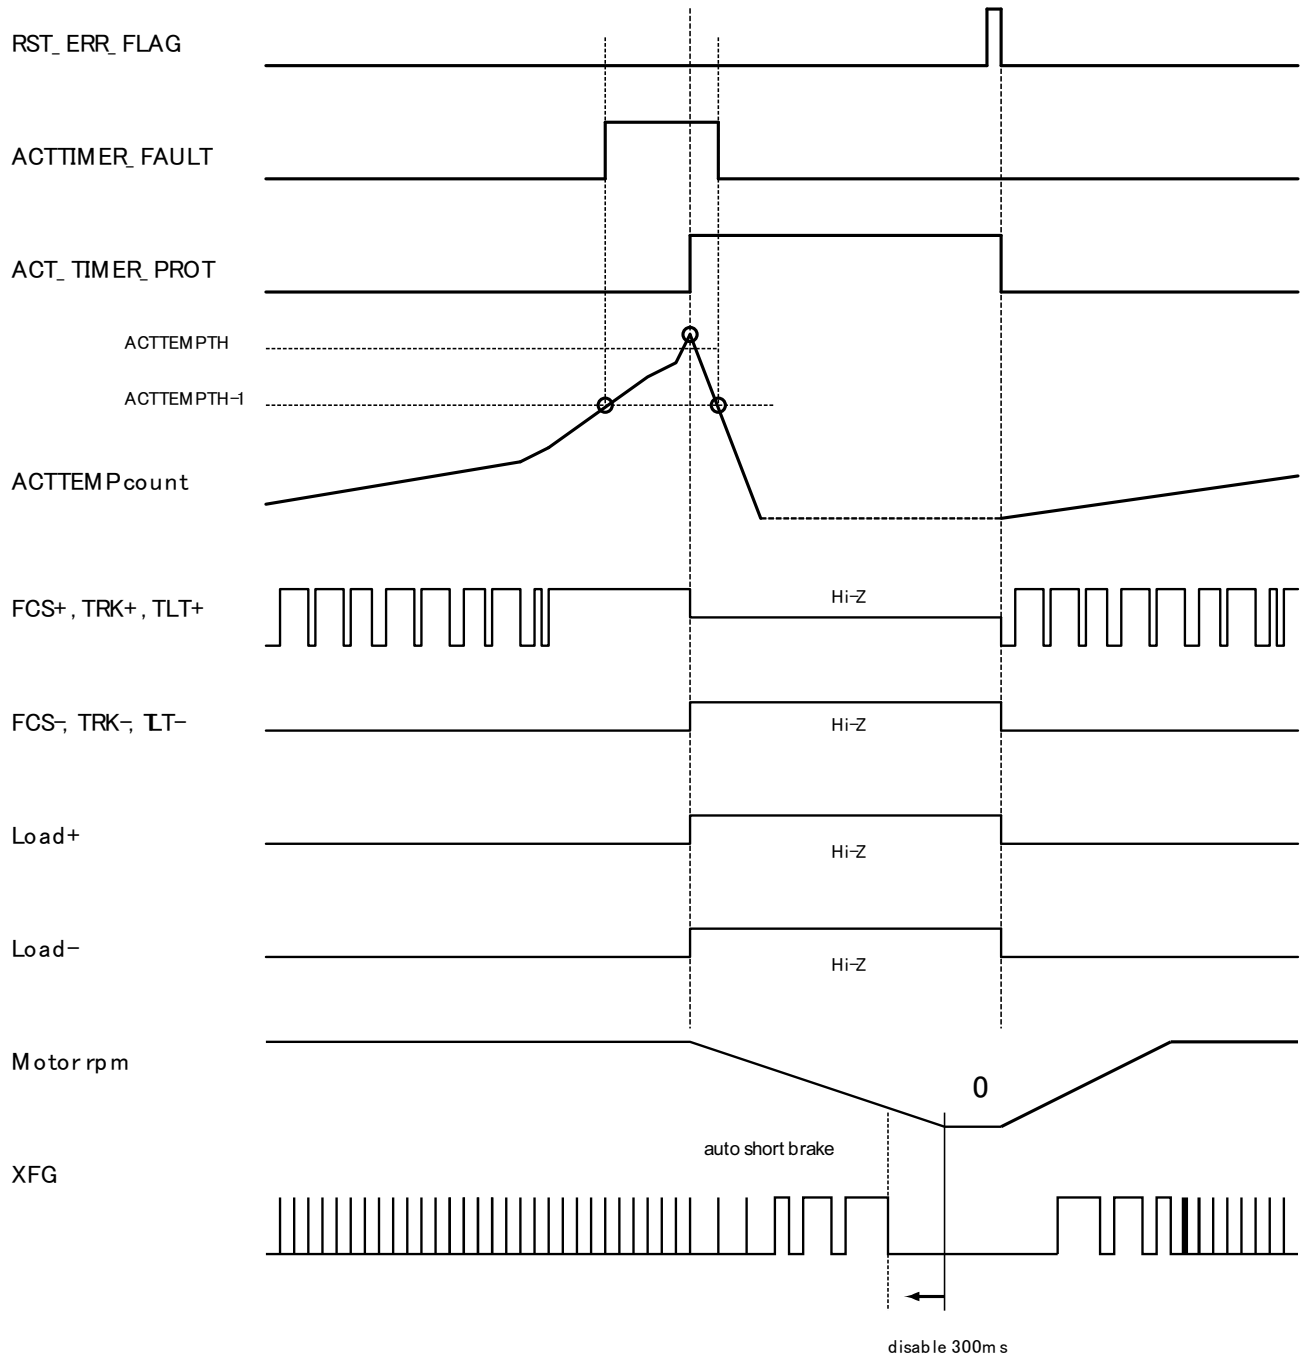 RST_ERR_FLAG
ACTTIMER_FAULT
ACT_TIMER_PROT
ACTTEMPTH
ACTTEMPTH-1
ACTTEMPcount
FCS+, TRK+, TLT+
Hi-Z
FCS-, TRK-, TLT-
Hi-Z
Load+
Hi-Z
Load-
Hi-Z
Motor rpm
0
auto short brake
XFG
disable 300ms